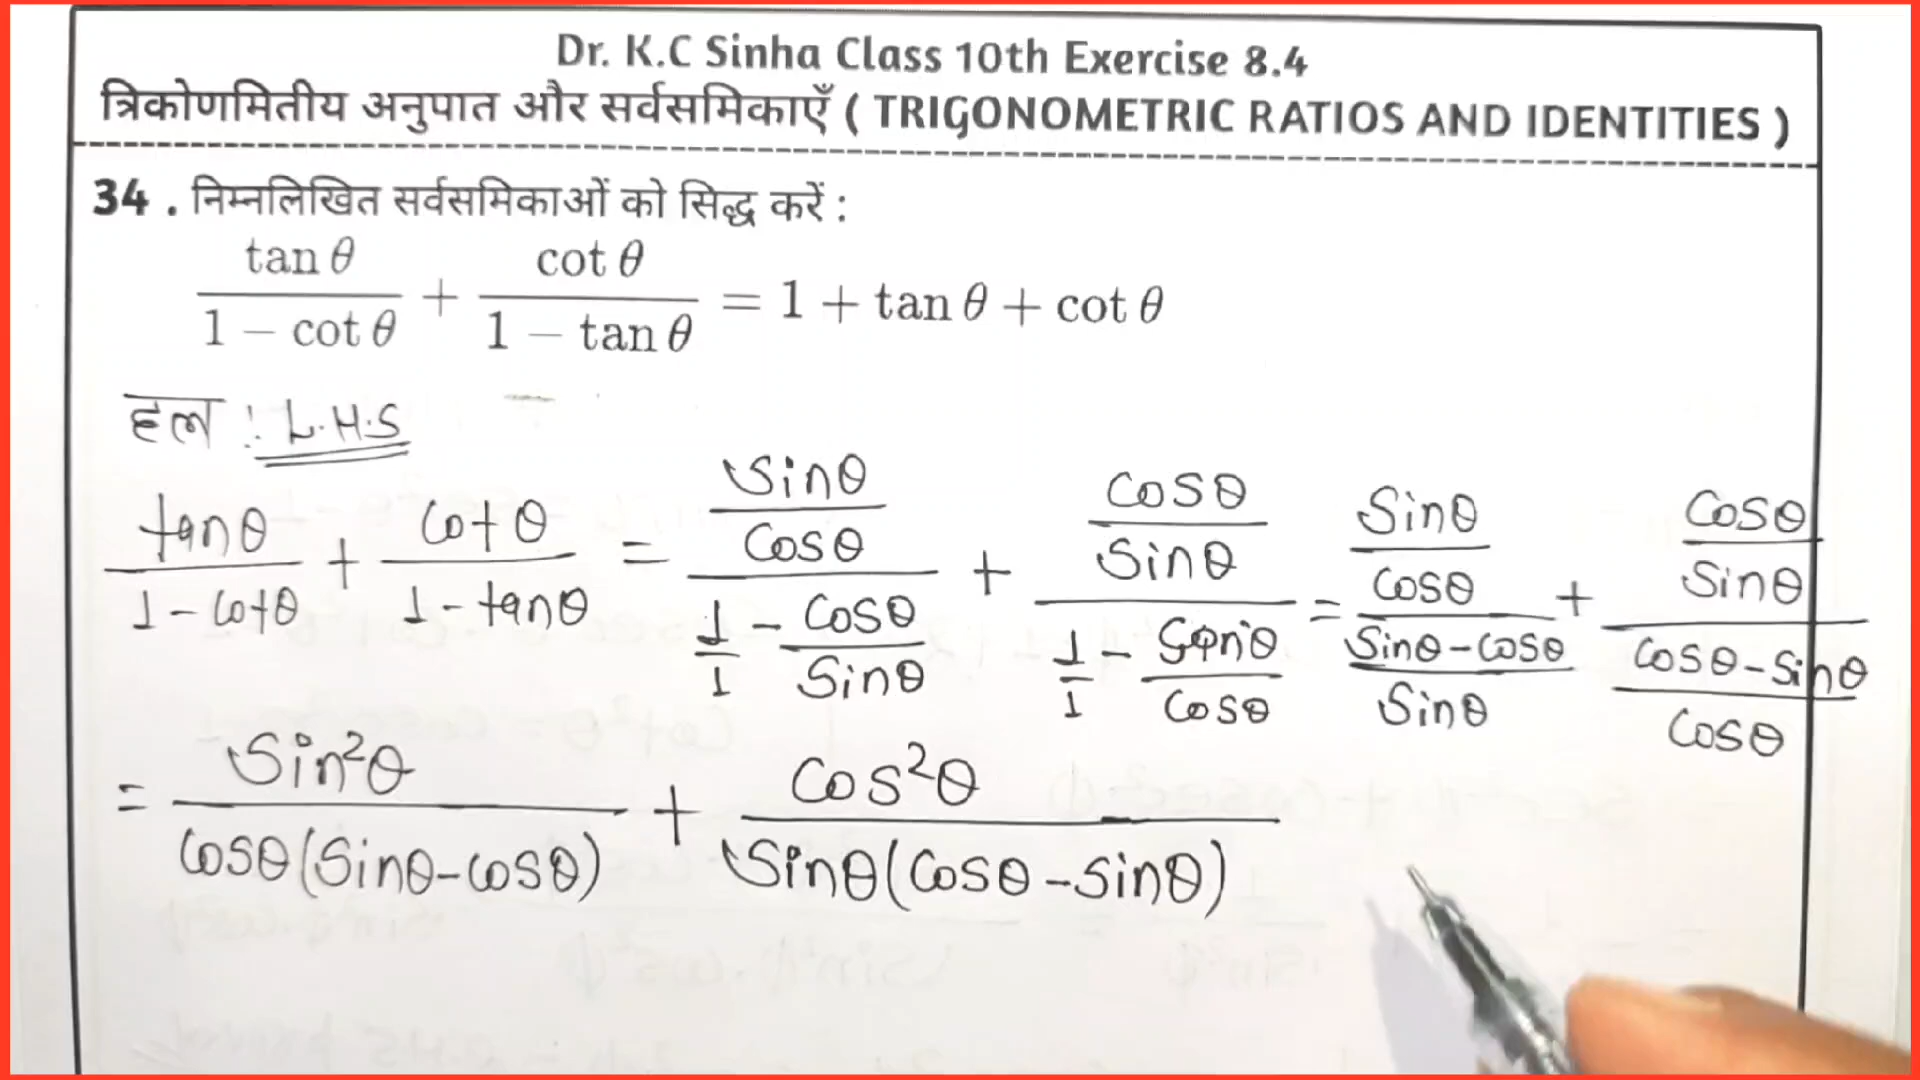 Dr. K.C Sinha Class 10th Exercise 8.4
त्रिकोणमितीय अनुपात और सर्वसमिकाएँ ( TRIGONOMETRIC RATIOS AND IDENTITIES )
34 . निम्नलिखित सर्वसमिकाओं को सिद्ध करें :
tan θ / (1 − cot θ) + cot θ / (1 − tan θ) = 1 + tan θ + cot θ
हल : L.H.S
tanθ / (1 - cotθ) + cotθ / (1 - tanθ) = (sinθ / cosθ) / (1/1 - cosθ / sinθ) + (cosθ / sinθ) / (1/1 - sinθ / cosθ) = (sinθ / cosθ) / ((sinθ - cosθ) / sinθ) + (cosθ / sinθ) / ((cosθ - sinθ) / cosθ)
= sin²θ / cosθ(sinθ - cosθ) + cos²θ / sinθ(cosθ - sinθ)